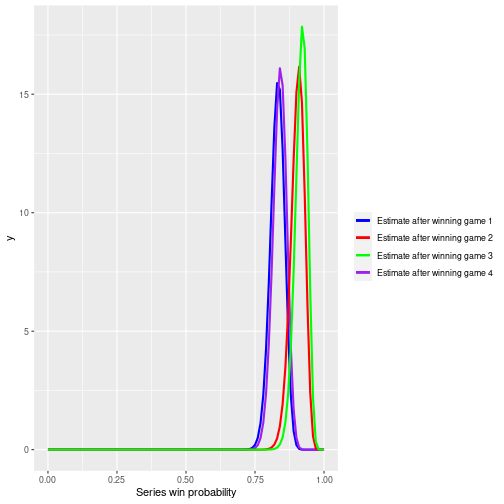 15
10
5
0
y
0.00 0.25 0.50 0.75 1.00
Series win probability
Estimate after winning game 1
Estimate after winning game 2
Estimate after winning game 3
Estimate after winning game 4